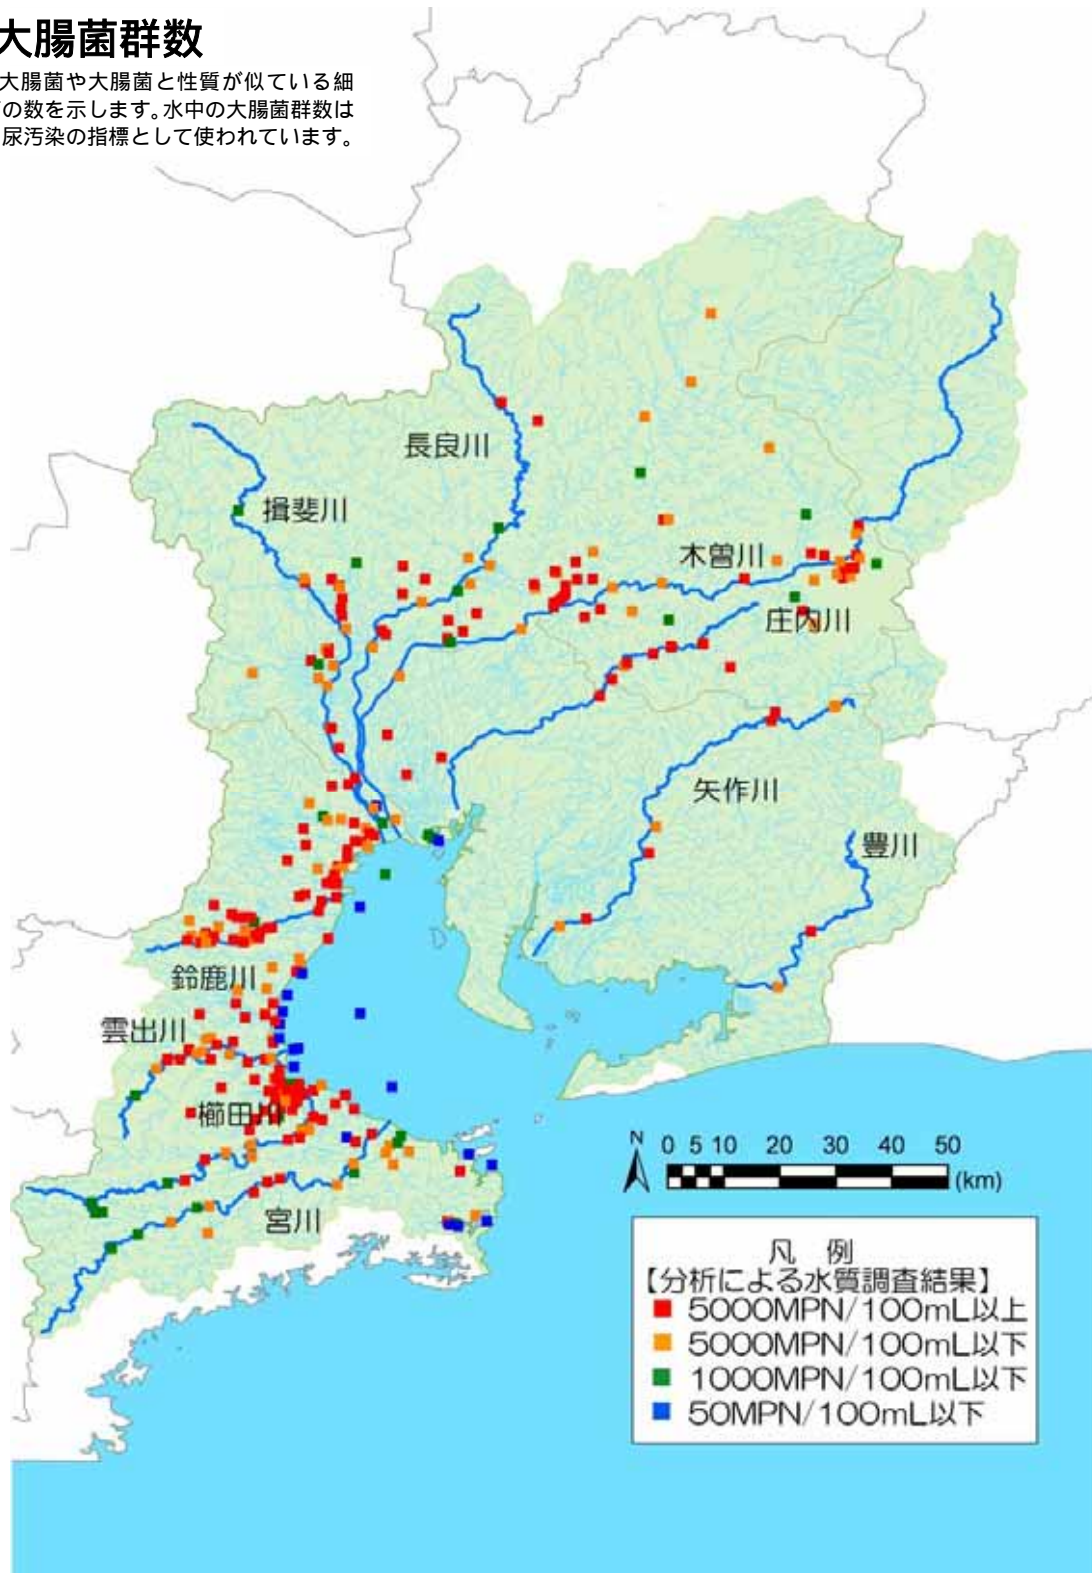 大腸菌群数
大腸菌や大腸菌と性質が似ている細
の数を示します。水中の大腸菌群数は
尿汚染の指標として使われています。
長良川
揖斐川
木曽川
庄内川
矢作川
豊川
鈴鹿川
雲出川
櫛田川
宮川
N 0 5 10 20 30 40 50
(km)
凡 例
【分析による水質調査結果】
5000MPN/100mL以上
5000MPN/100mL以下
1000MPN/100mL以下
50MPN/100mL以下